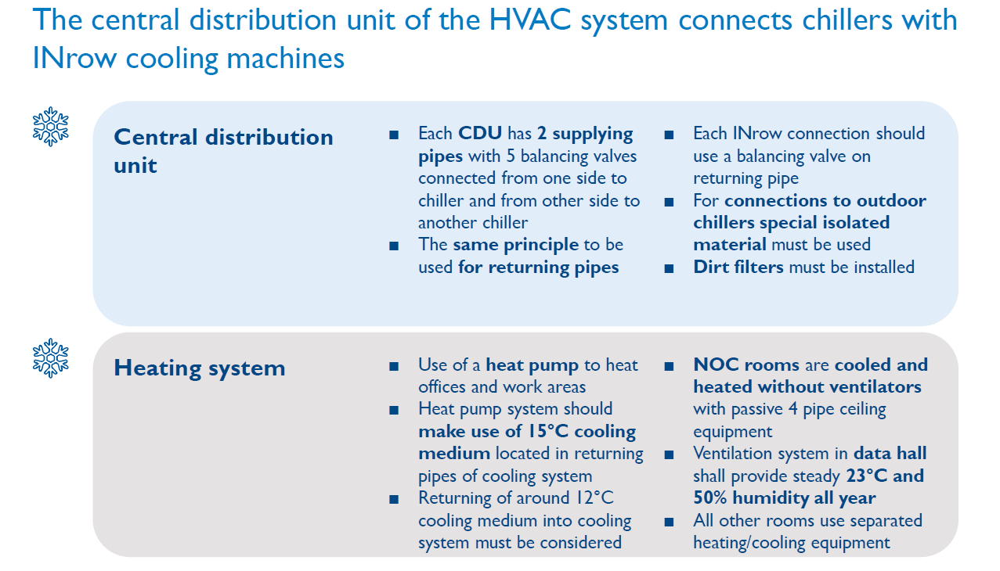 The central distribution unit of the HVAC system connects chillers with
INrow cooling machines
Central distribution
unit
■ Each CDU has 2 supplying
pipes with 5 balancing valves
connected from one side to
chiller and from other side to
another chiller
■ The same principle to be
used for returning pipes
■ Each INrow connection should
use a balancing valve on
returning pipe
■ For connections to outdoor
chillers special isolated
material must be used
■ Dirt filters must be installed
Heating system
■ Use of a heat pump to heat
offices and work areas
■ Heat pump system should
make use of 15°C cooling
medium located in returning
pipes of cooling system
■ Returning of around 12°C
cooling medium into cooling
system must be considered
■ NOC rooms are cooled and
heated without ventilators
with passive 4 pipe ceiling
equipment
■ Ventilation system in data hall
shall provide steady 23°C and
50% humidity all year
■ All other rooms use separated
heating/cooling equipment